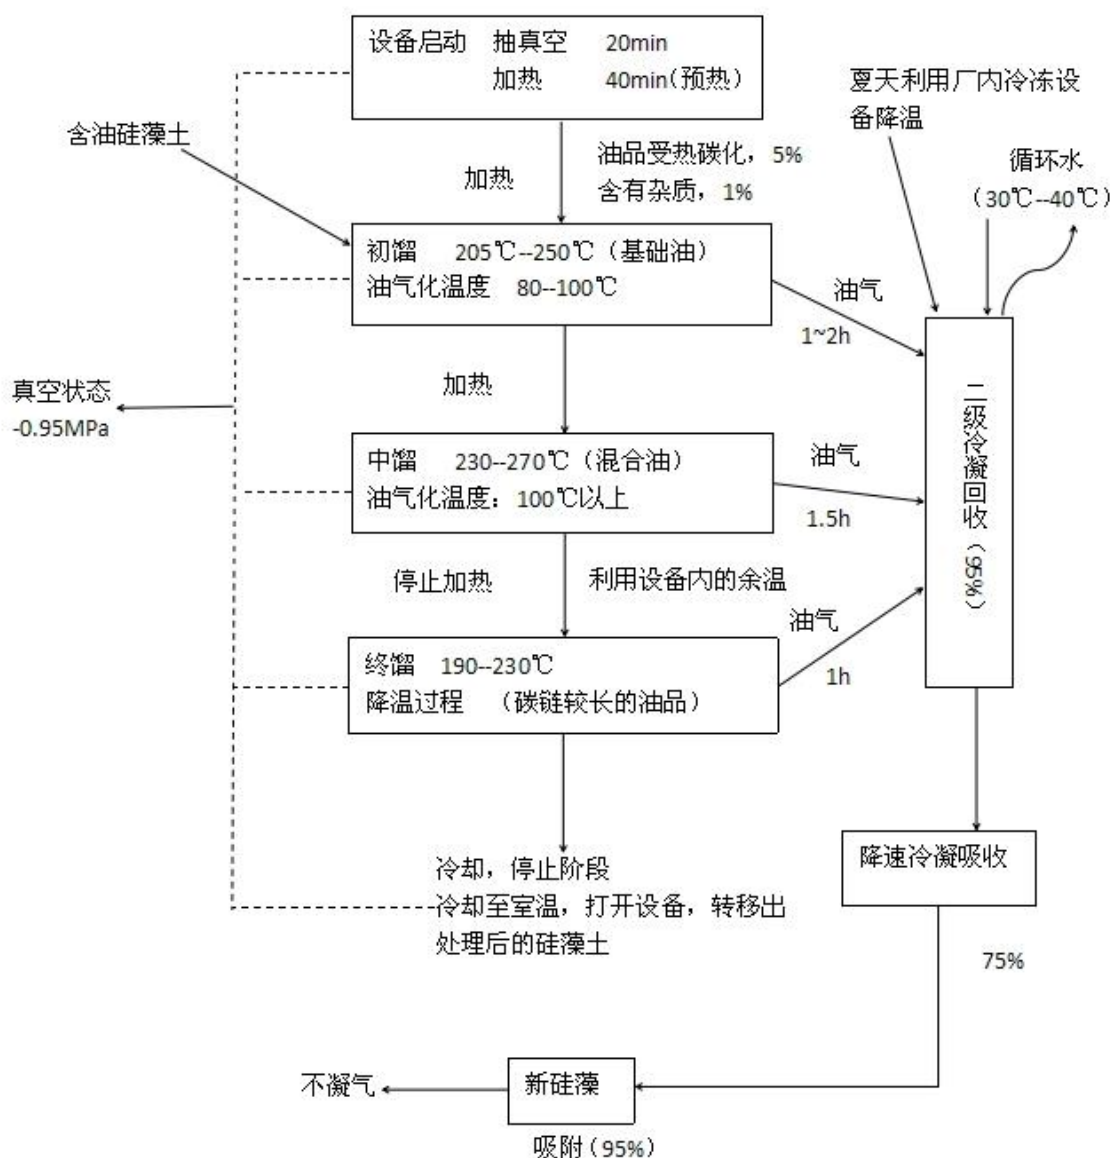 设备启动 抽真空 20min
加热 40min(预热)
夏天利用厂内冷冻设
备降温
含油硅藻土
循环水
(30℃--40℃)
加热
油品受热碳化，5%
含有杂质，1%
初馏 205℃--250℃（基础油）
油气化温度 80--100℃
油气
1~2h
加热
真空状态
-0.95MPa
二级冷凝回收（95%）
中馏 230--270℃（混合油）
油气化温度：100℃以上
油气
1.5h
停止加热
利用设备内的余温
油气
1h
终馏 190--230℃
降温过程 （碳链较长的油品）
降速冷凝吸收
冷却，停止阶段
冷却至室温，打开设备，转移出
处理后的硅藻土
75%
不凝气
新硅藻
吸附（95%）